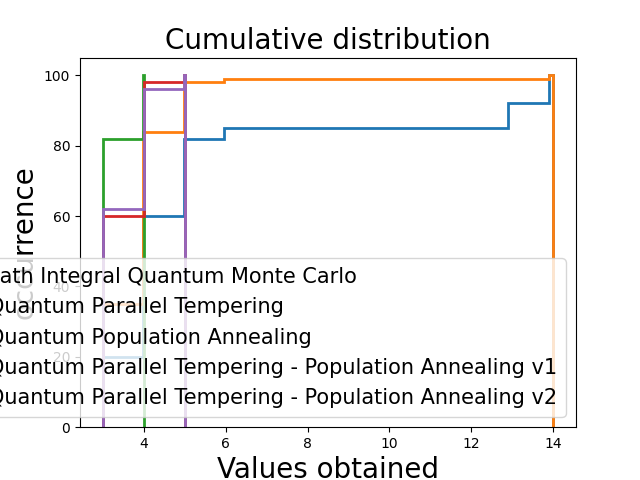 Cumulative distribution
occurrence
100
80
60
40
20
0
ath Integral Quantum Monte Carlo
Quantum Parallel Tempering
Quantum Population Annealing
Quantum Parallel Tempering - Population Annealing v1
Quantum Parallel Tempering - Population Annealing v2
4 6 8 10 12 14
Values obtained